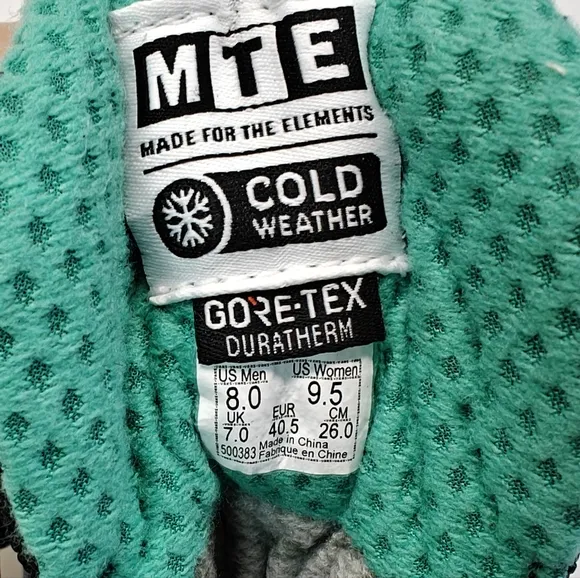 MTE
MADE FOR THE ELEMENTS
COLD
WEATHER
GORE-TEX
DURATHERM
US Men US Women
8.0 9.5
UK EUR CM
7.0 40.5 26.0
500383 Made in China
Fabriqué en Chine